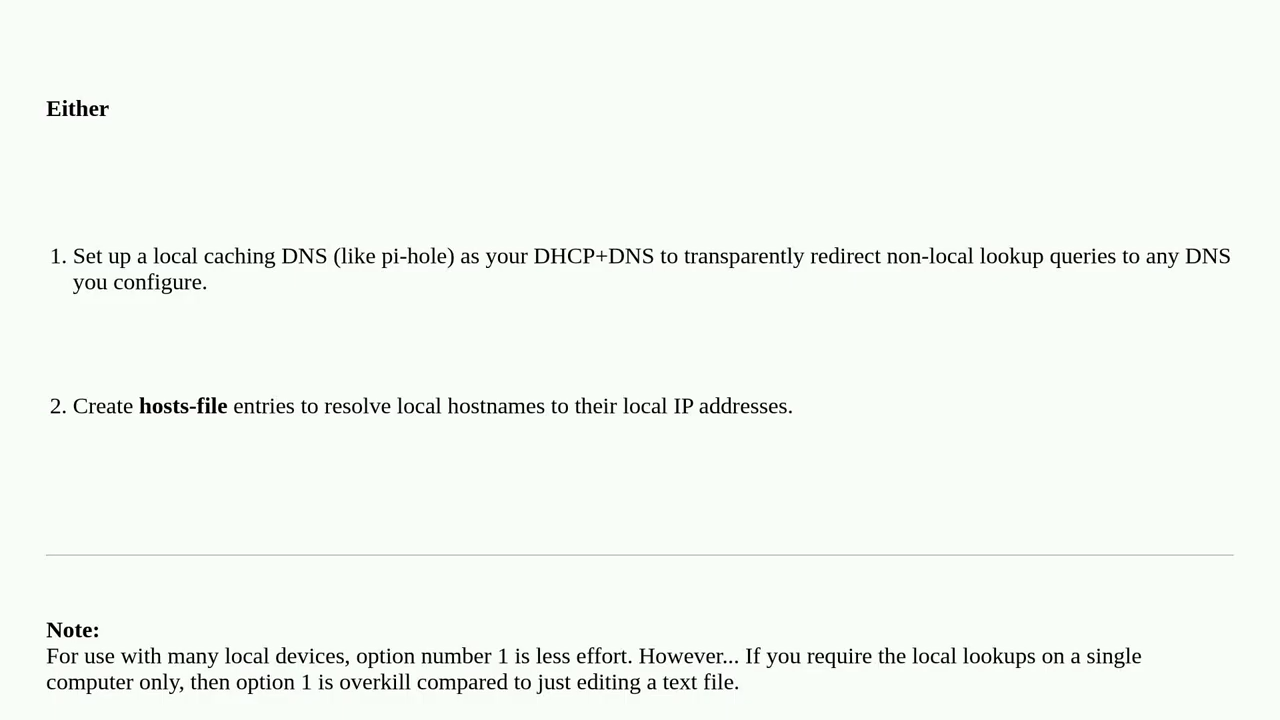 Either
1. Set up a local caching DNS (like pi-hole) as your DHCP+DNS to transparently redirect non-local lookup queries to any DNS
you configure.
2. Create hosts-file entries to resolve local hostnames to their local IP addresses.
Note:
For use with many local devices, option number 1 is less effort. However... If you require the local lookups on a single
computer only, then option 1 is overkill compared to just editing a text file.